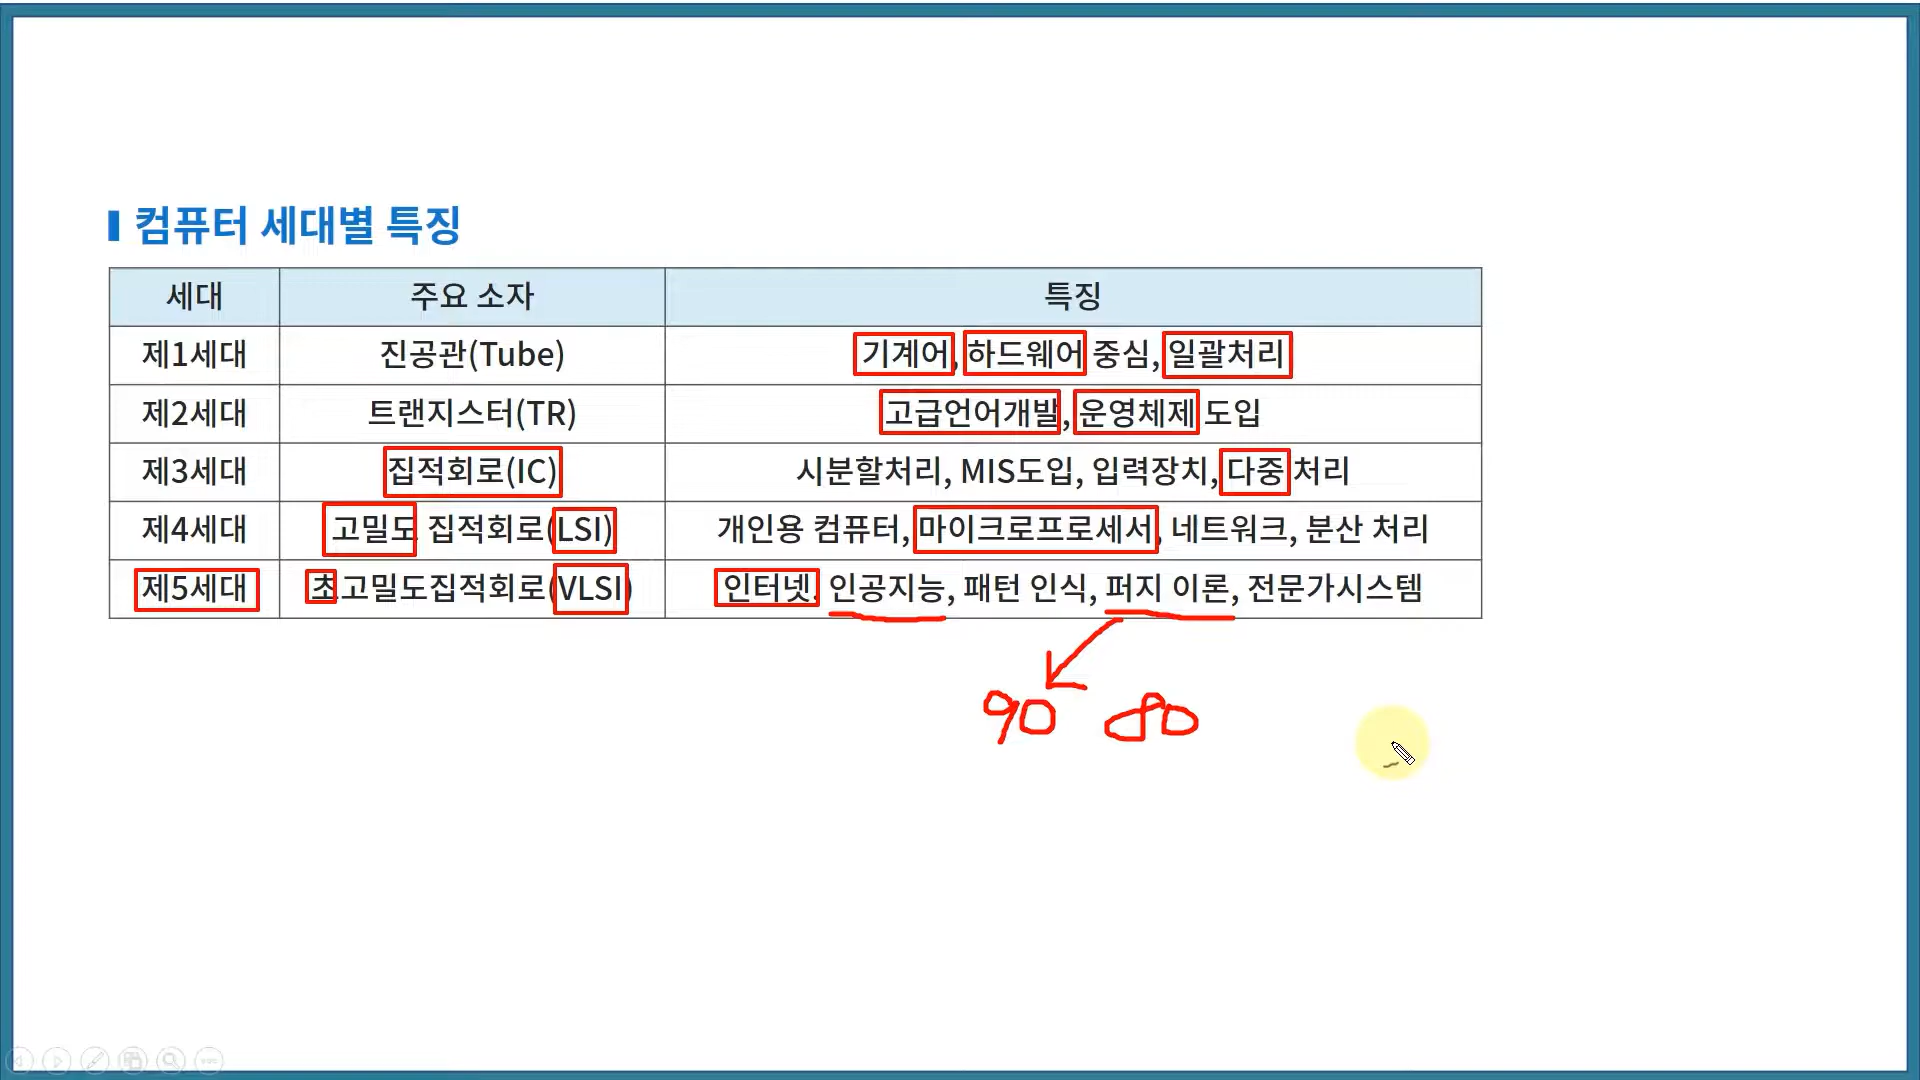 컴퓨터 세대별 특징
세대 주요 소자 특징
제1세대 진공관(Tube) 기계어, 하드웨어 중심, 일괄처리
제2세대 트랜지스터(TR) 고급언어개발, 운영체제 도입
제3세대 집적회로(IC) 시분할처리, MIS도입, 입력장치, 다중 처리
제4세대 고밀도 집적회로(LSI) 개인용 컴퓨터, 마이크로프로세서, 네트워크, 분산 처리
제5세대 초고밀도집적회로(VLSI) 인터넷, 인공지능, 패턴 인식, 퍼지 이론, 전문가시스템
90 80